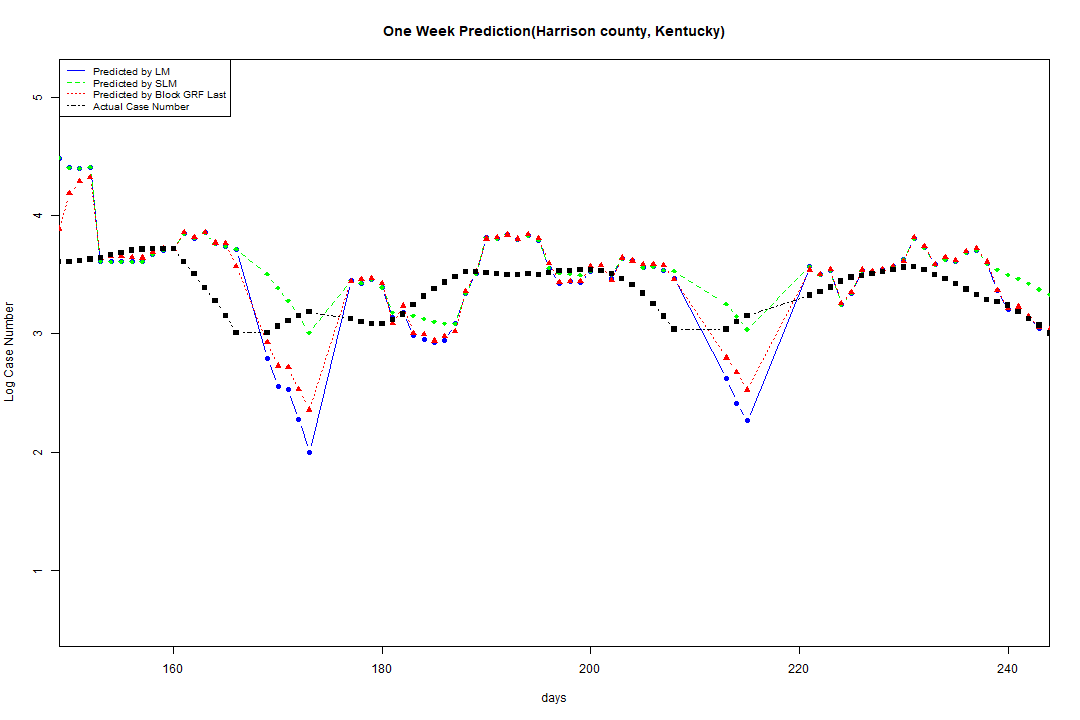 One Week Prediction(Harrison county, Kentucky)
Predicted by LM
Predicted by SLM
Predicted by Block GRF Last
Actual Case Number
5
4
3
2
1
Log Case Number
160 180 200 220 240
days